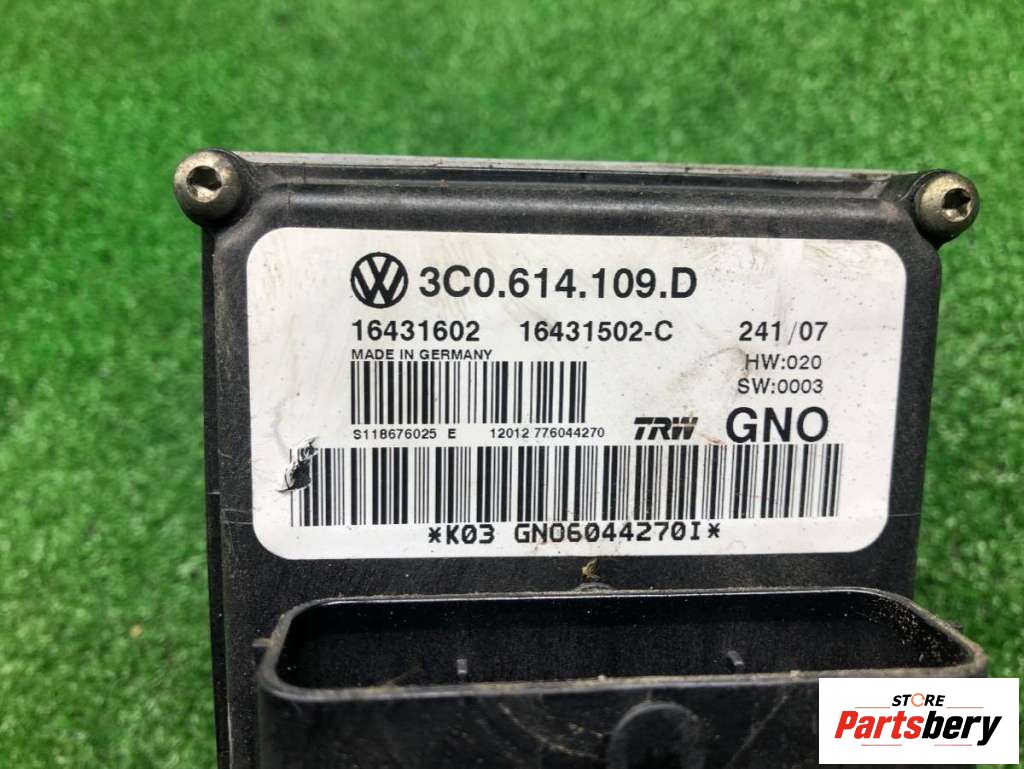 3C0.614.109.D
16431602 16431502-C 241/07
MADE IN GERMANY HW:020
SW:0003
S118676025 E 12012 776044270 TRW GNO
*K03 GNO6044270I*
STORE
Partsbery